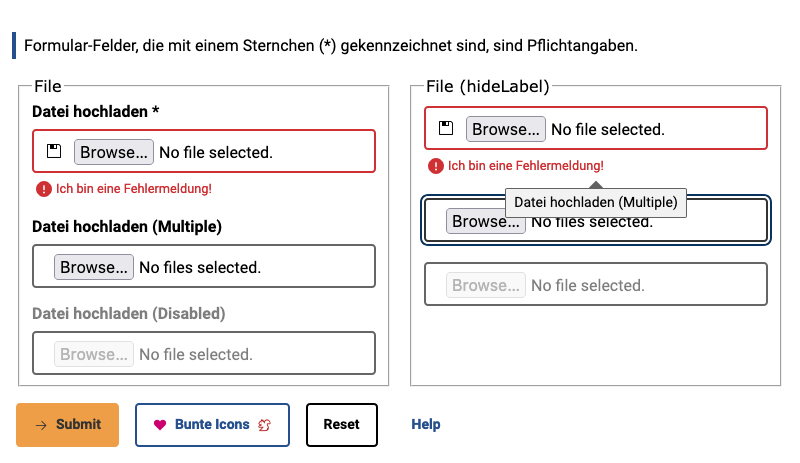 Formular-Felder, die mit einem Sternchen (*) gekennzeichnet sind, sind Pflichtangaben.
File
Datei hochladen *
Browse... No file selected.
Ich bin eine Fehlermeldung!
Datei hochladen (Multiple)
Browse... No files selected.
Datei hochladen (Disabled)
Browse... No file selected.
File (hideLabel)
Browse... No file selected.
Ich bin eine Fehlermeldung!
Datei hochladen (Multiple)
Browse... No files selected.
Browse... No file selected.
Submit
Bunte Icons
Reset
Help